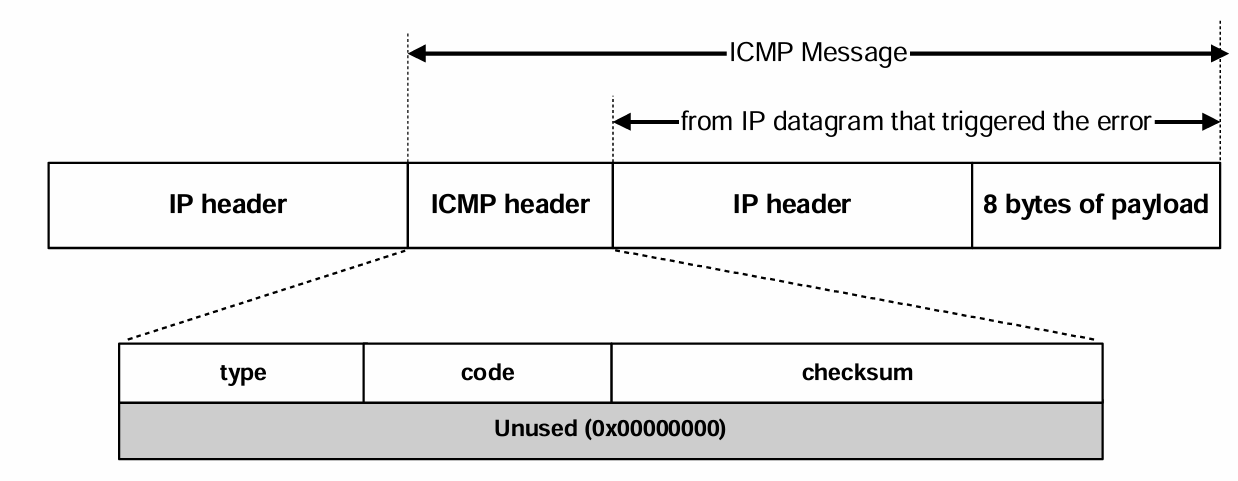 ICMP Message
from IP datagram that triggered the error
IP header
ICMP header
IP header
8 bytes of payload
type
code
checksum
Unused (0x00000000)